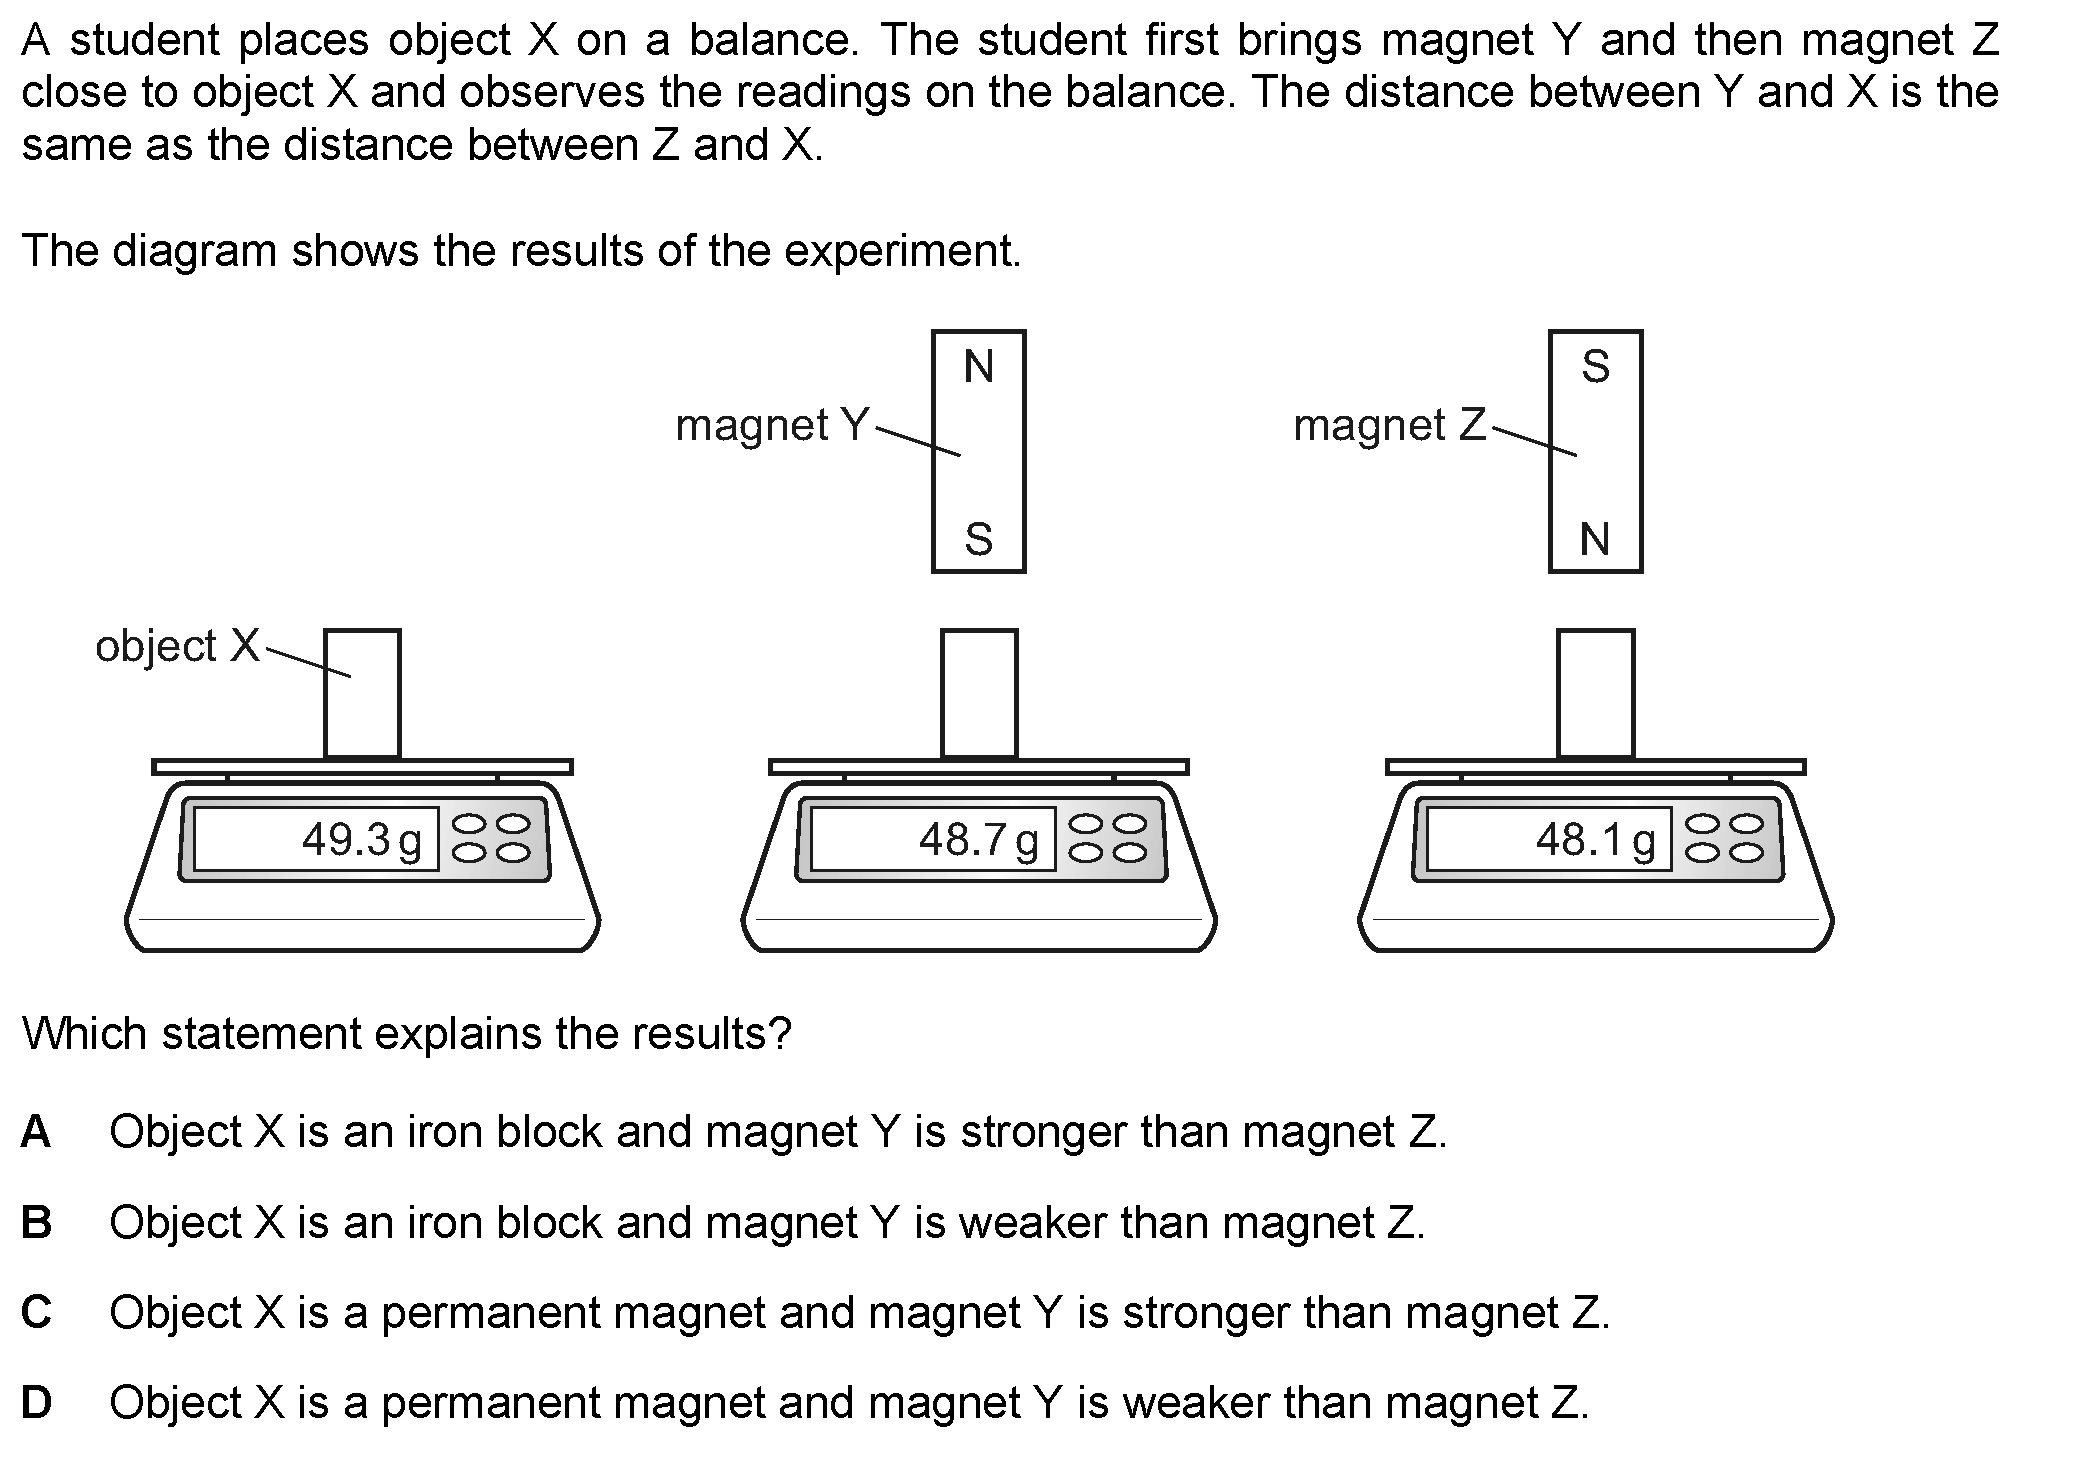 A student places object X on a balance. The student first brings magnet Y and then magnet Z
close to object X and observes the readings on the balance. The distance between Y and X is the
same as the distance between Z and X.
The diagram shows the results of the experiment.
N
S
magnet Y
magnet Z
S
N
object X
49.3 g
48.7 g
48.1 g
Which statement explains the results?
A Object X is an iron block and magnet Y is stronger than magnet Z.
B Object X is an iron block and magnet Y is weaker than magnet Z.
C Object X is a permanent magnet and magnet Y is stronger than magnet Z.
D Object X is a permanent magnet and magnet Y is weaker than magnet Z.